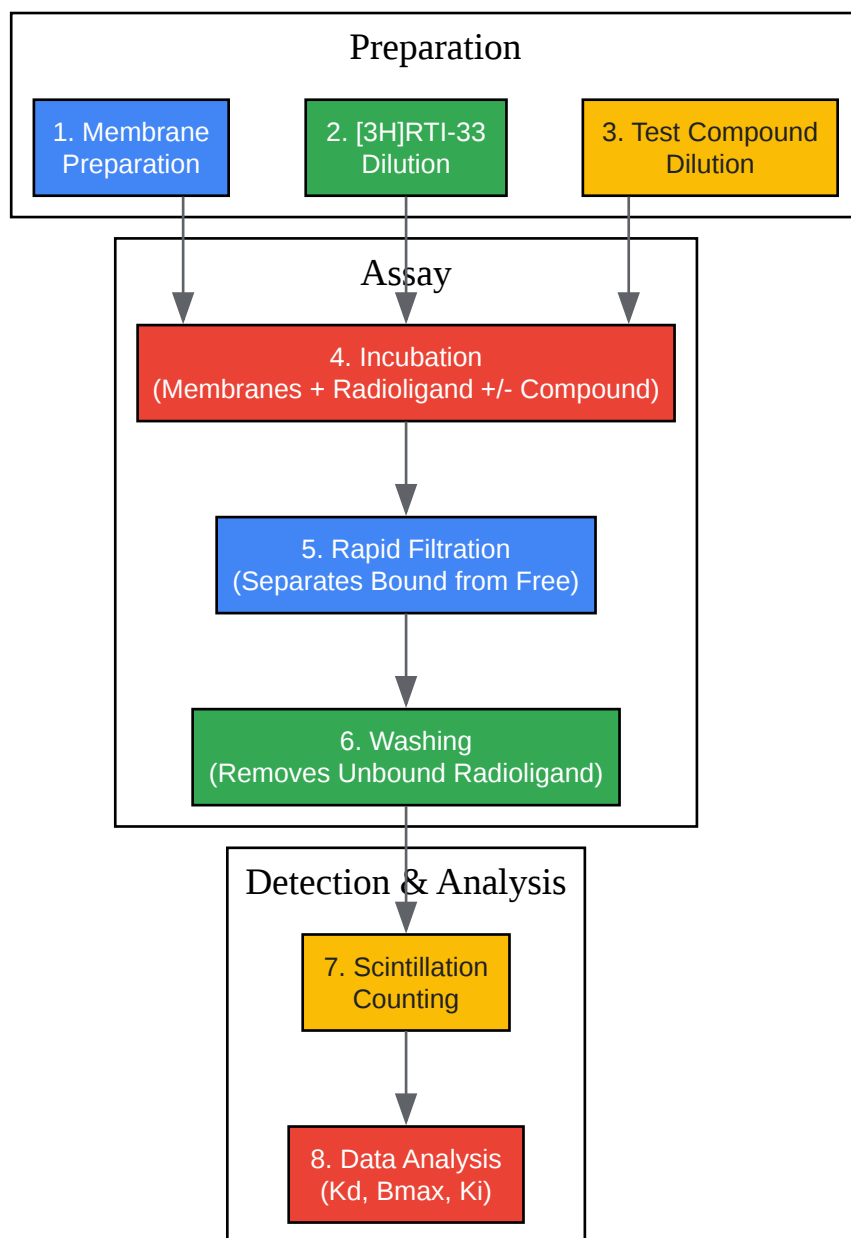 Preparation
1. Membrane
Preparation
2. [3H]RTI-33
Dilution
3. Test Compound
Dilution
Assay
4. Incubation
(Membranes + Radioligand +/- Compound)
5. Rapid Filtration
(Separates Bound from Free)
6. Washing
(Removes Unbound Radioligand)
Detection & Analysis
7. Scintillation
Counting
8. Data Analysis
(Kd, Bmax, Ki)